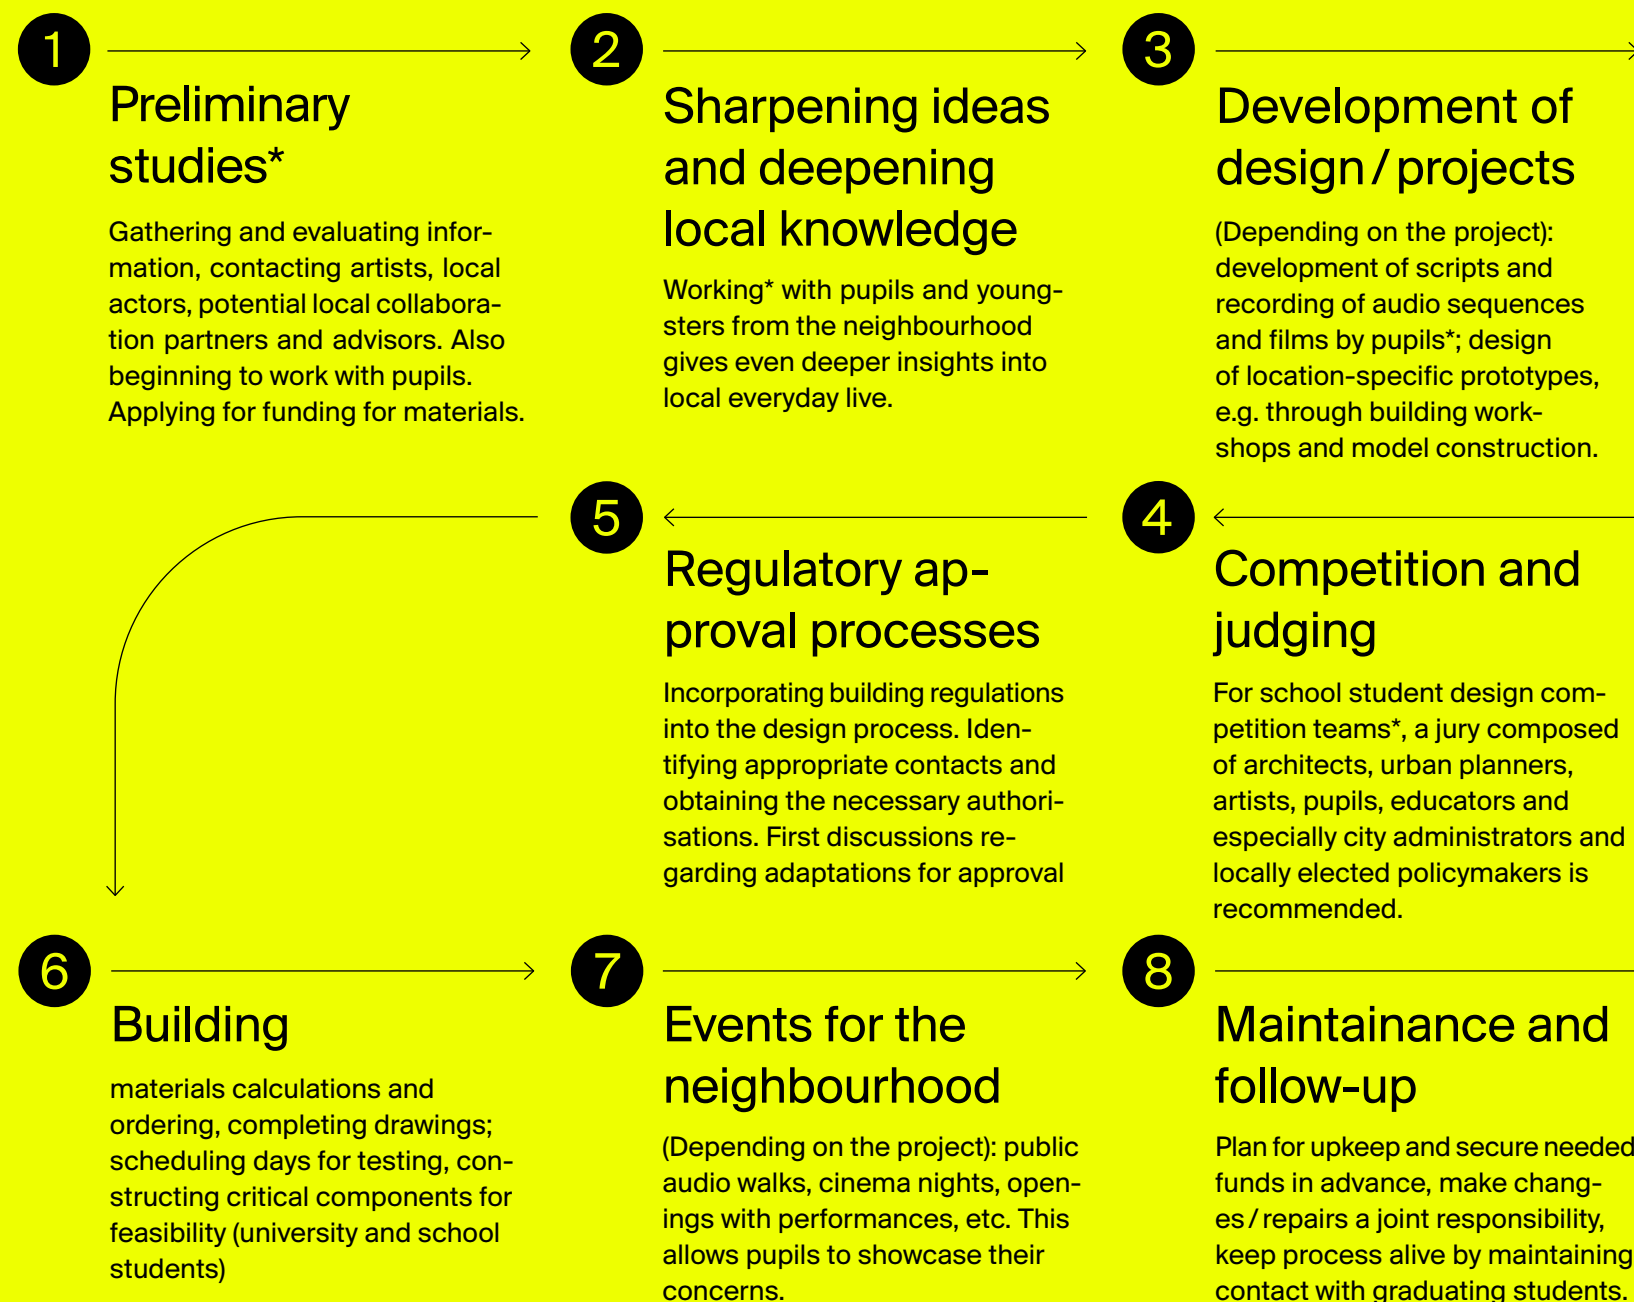 1
Preliminary
studies*
Gathering and evaluating infor-
mation, contacting artists, local
actors, potential local collabora-
tion partners and advisors. Also
beginning to work with pupils.
Applying for funding for materials.
2
Sharpening ideas
and deepening
local knowledge
Working* with pupils and young-
sters from the neighbourhood
gives even deeper insights into
local everyday live.
3
Development of
design / projects
(Depending on the project):
development of scripts and
recording of audio sequences
and films by pupils*; design
of location-specific prototypes,
e.g. through building work-
shops and model construction.
4
Competition and
judging
For school student design com-
petition teams*, a jury composed
of architects, urban planners,
artists, pupils, educators and
especially city administrators and
locally elected policymakers is
recommended.
5
Regulatory ap-
proval processes
Incorporating building regulations
into the design process. Iden-
tifying appropriate contacts and
obtaining the necessary authori-
sations. First discussions re-
garding adaptations for approval
6
Building
materials calculations and
ordering, completing drawings;
scheduling days for testing, con-
structing critical components for
feasibility (university and school
students)
7
Events for the
neighbourhood
(Depending on the project): public
audio walks, cinema nights, open-
ings with performances, etc. This
allows pupils to showcase their
concerns.
8
Maintainance and
follow-up
Plan for upkeep and secure needed
funds in advance, make chang-
es / repairs a joint responsibility,
keep process alive by maintaining
contact with graduating students.